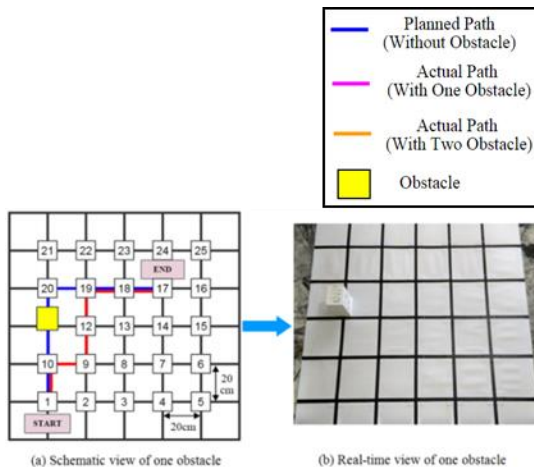 Planned Path
(Without Obstacle)
Actual Path
(With One Obstacle)
Actual Path
(With Two Obstacle)
Obstacle
21 22 23 24 25
END
20 19 18 17 16
12 13 14 15
10 9 8 7 6
20
cm
1 2 3 4 5
START
20cm
(a) Schematic view of one obstacle
(b) Real-time view of one obstacle